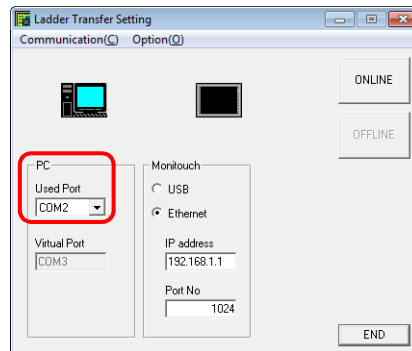 Ladder Transfer Setting
Communication(C) Option(O)
ONLINE
OFFLINE
PC
Used Port
COM2
Virtual Port
COM3
Monitouch
USB
Ethernet
IP address
192.168.1.1
Port No
1024
END